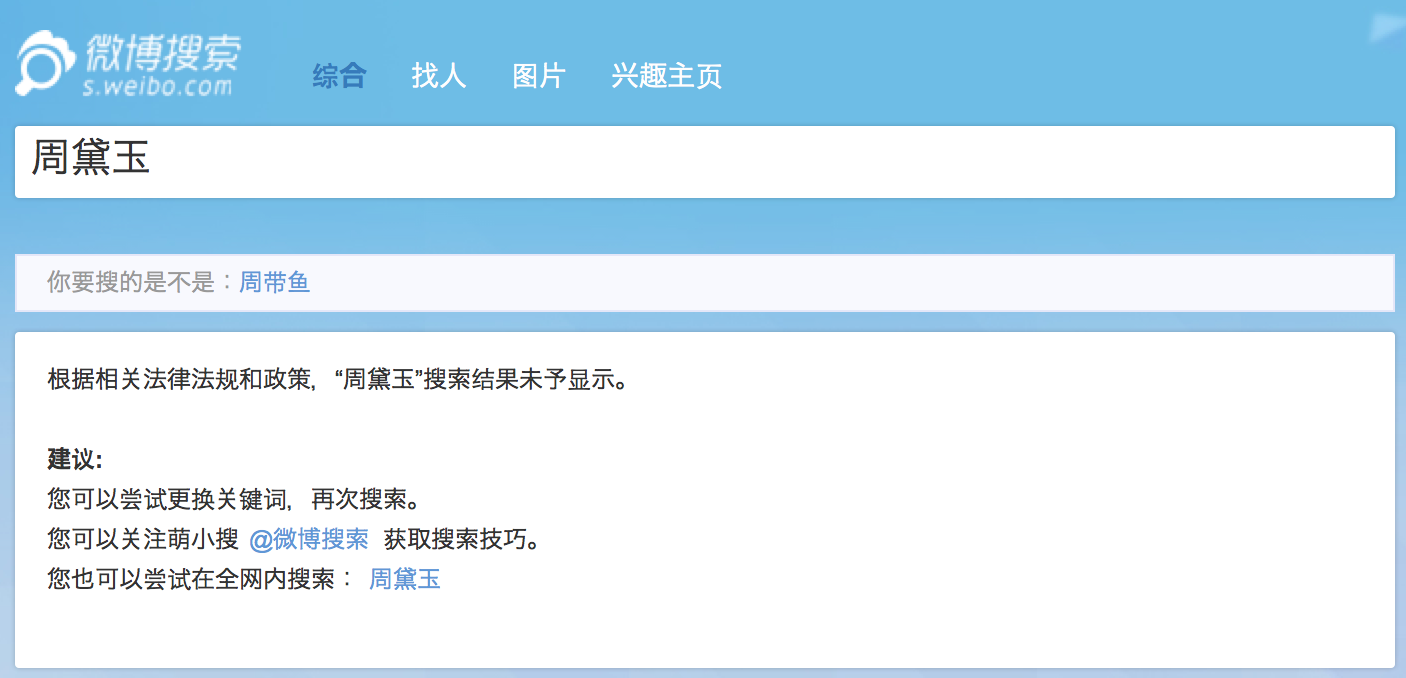 微博搜索
s.weibo.com
综合 找人 图片 兴趣主页
周黛玉
你要搜的是不是：周带鱼
根据相关法律法规和政策，“周黛玉”搜索结果未予显示。
建议:
您可以尝试更换关键词，再次搜索。
您可以关注萌小搜 @微博搜索 获取搜索技巧。
您也可以尝试在全网内搜索： 周黛玉